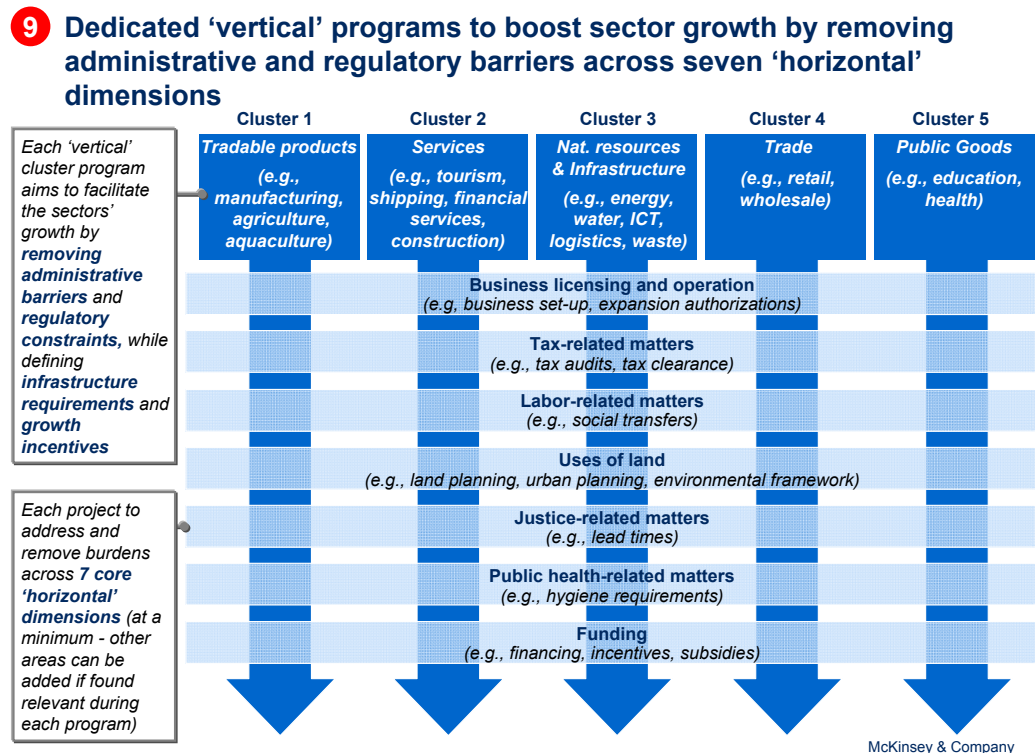 9 Dedicated ‘vertical’ programs to boost sector growth by removing
administrative and regulatory barriers across seven ‘horizontal’
dimensions
Each ‘vertical’
cluster program
aims to facilitate
the sectors’
growth by
removing
administrative
barriers and
regulatory
constraints, while
defining
infrastructure
requirements and
growth
incentives
Each project to
address and
remove burdens
across 7 core
‘horizontal’
dimensions (at a
minimum - other
areas can be
added if found
relevant during
each program)
Cluster 1
Tradable products
(e.g.,
manufacturing,
agriculture,
aquaculture)
Cluster 2
Services
(e.g., tourism,
shipping, financial
services,
construction)
Cluster 3
Nat. resources
& Infrastructure
(e.g., energy,
water, ICT,
logistics, waste)
Cluster 4
Trade
(e.g., retail,
wholesale)
Cluster 5
Public Goods
(e.g., education,
health)
Business licensing and operation
(e.g, business set-up, expansion authorizations)
Tax-related matters
(e.g., tax audits, tax clearance)
Labor-related matters
(e.g., social transfers)
Uses of land
(e.g., land planning, urban planning, environmental framework)
Justice-related matters
(e.g., lead times)
Public health-related matters
(e.g., hygiene requirements)
Funding
(e.g., financing, incentives, subsidies)
McKinsey & Company